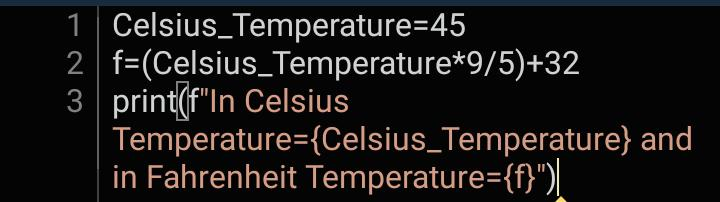 1 Celsius_Temperature=45
2 f=(Celsius_Temperature*9/5)+32
3 print(f"In Celsius
Temperature={Celsius_Temperature} and
in Fahrenheit Temperature={f}")